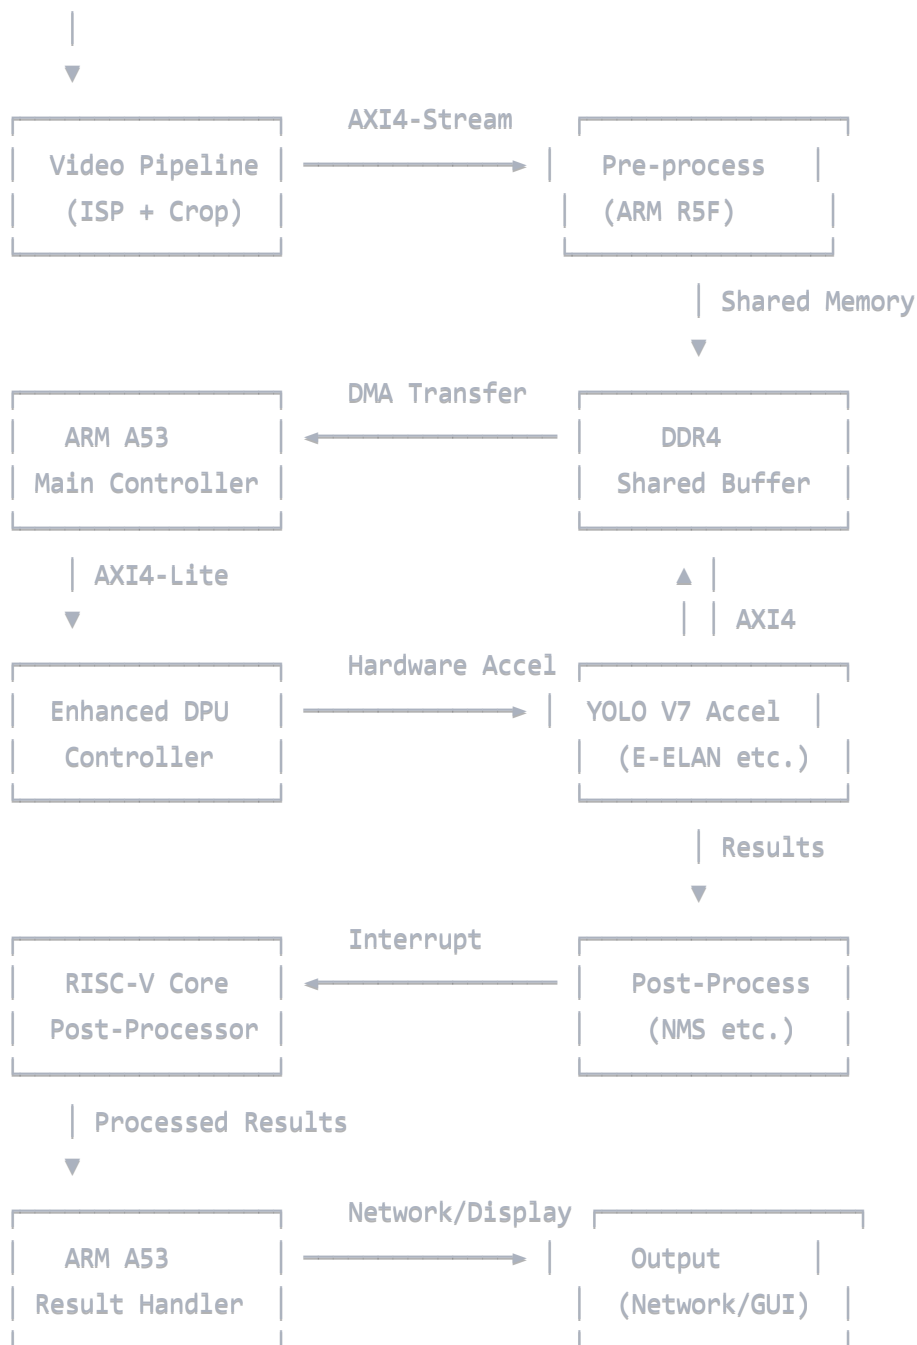 AXI4-Stream
Video Pipeline
(ISP + Crop)
Pre-process
(ARM R5F)
Shared Memory
DMA Transfer
ARM A53
Main Controller
DDR4
Shared Buffer
AXI4-Lite
AXI4
Hardware Accel
Enhanced DPU
Controller
YOLO V7 Accel
(E-ELAN etc.)
Results
Interrupt
RISC-V Core
Post-Processor
Post-Process
(NMS etc.)
Processed Results
Network/Display
ARM A53
Result Handler
Output
(Network/GUI)